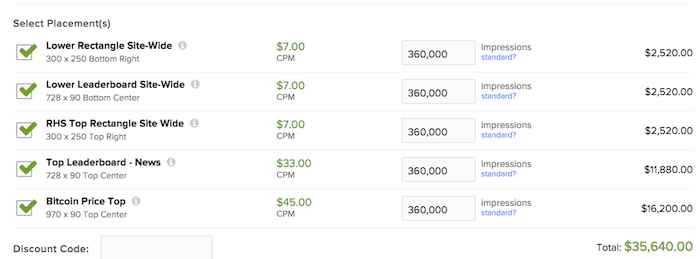 Select Placement(s)
Lower Rectangle Site-Wide $7.00 360,000 impressions $2,520.00
300 x 250 Bottom Right CPM standard?
Lower Leaderboard Site-Wide $7.00 360,000 impressions $2,520.00
728 x 90 Bottom Center CPM standard?
RHS Top Rectangle Site Wide $7.00 360,000 impressions $2,520.00
300 x 250 Top Right CPM standard?
Top Leaderboard - News $33.00 360,000 impressions $11,880.00
728 x 90 Top Center CPM standard?
Bitcoin Price Top $45.00 360,000 impressions $16,200.00
970 x 90 Top Center CPM standard?
Discount Code: Total: $35,640.00